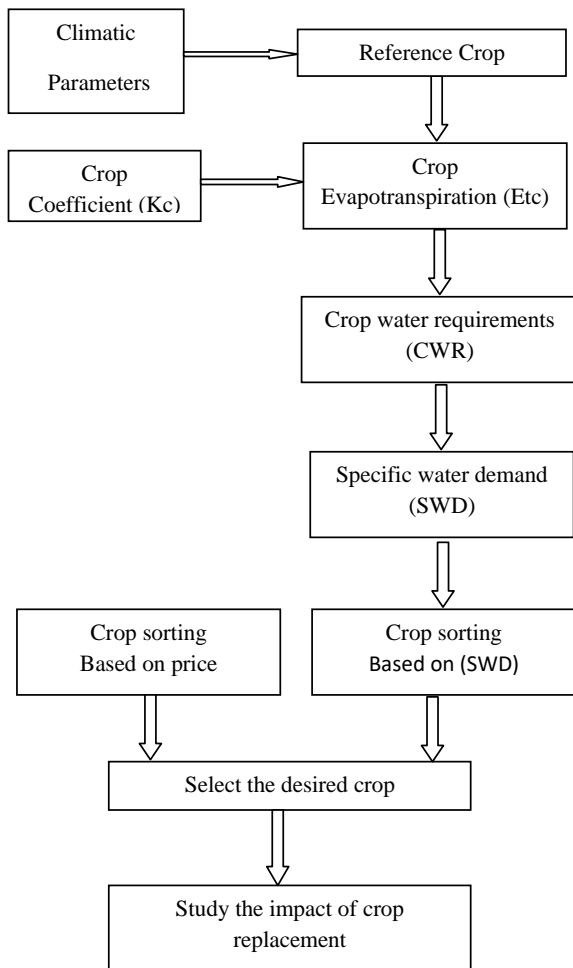 Climatic
Parameters
Reference Crop
Crop
Coefficient (Kc)
Crop
Evapotranspiration (Etc)
Crop water requirements
(CWR)
Specific water demand
(SWD)
Crop sorting
Based on price
Crop sorting
Based on (SWD)
Select the desired crop
Study the impact of crop
replacement